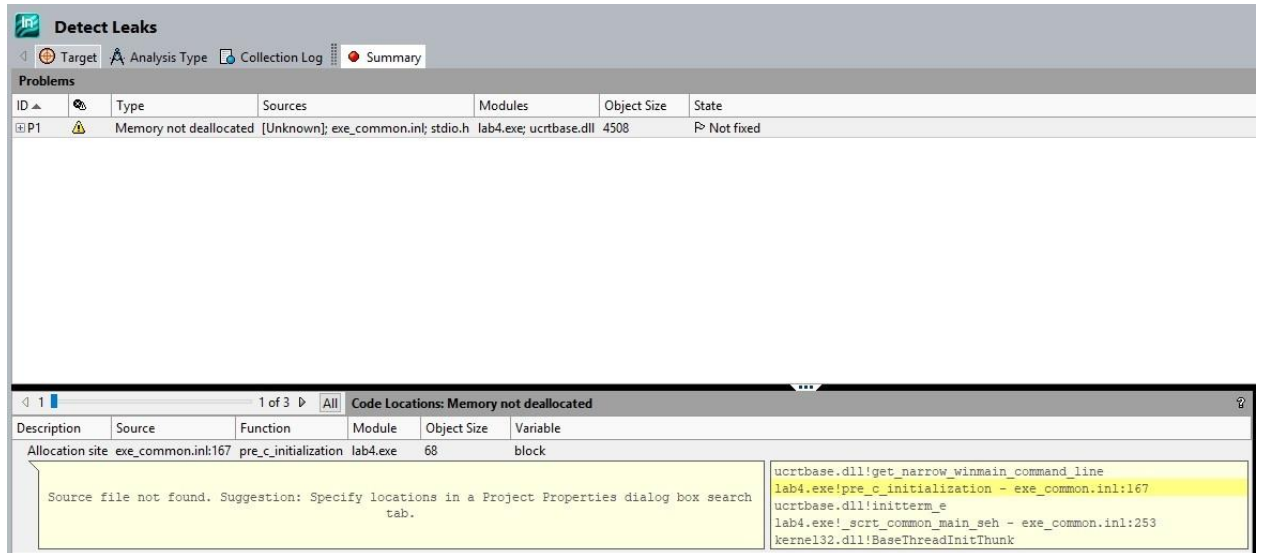 Detect Leaks
Target Analysis Type Collection Log Summary
Problems
ID Type Sources Modules Object Size State
P1 Memory not deallocated [Unknown]; exe_common.inl; stdio.h lab4.exe; ucrtbase.dll 4508 Not fixed
1 1 of 3 All Code Locations: Memory not deallocated ?
Description Source Function Module Object Size Variable
Allocation site exe_common.inl:167 pre_c_initialization lab4.exe 68 block
Source file not found. Suggestion: Specify locations in a Project Properties dialog box search
tab.
ucrtbase.dll!get_narrow_winmain_command_line
lab4.exe!pre_c_initialization - exe_common.inl:167
ucrtbase.dll!initterm_e
lab4.exe!_scrt_common_main_seh - exe_common.inl:253
kernel32.dll!BaseThreadInitThunk